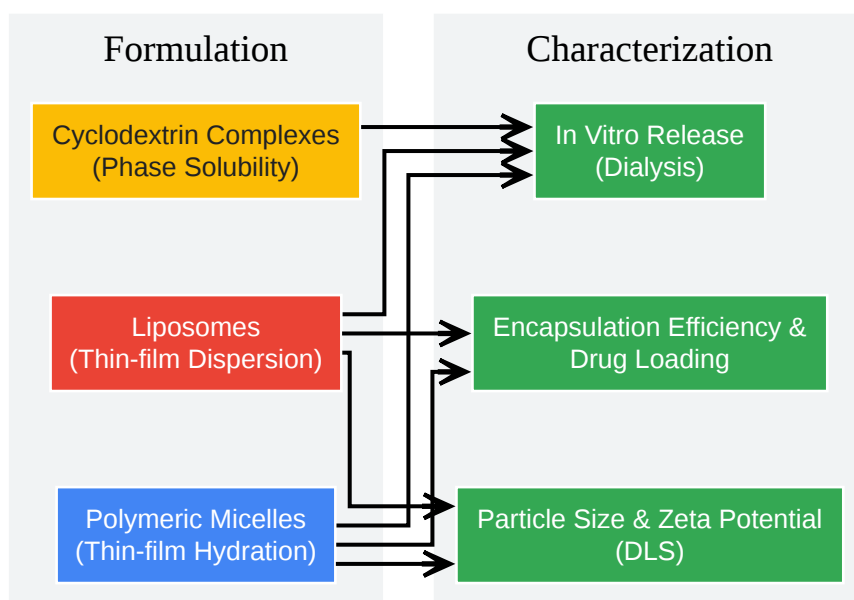 Formulation
Characterization
Cyclodextrin Complexes
(Phase Solubility)
In Vitro Release
(Dialysis)
Liposomes
(Thin-film Dispersion)
Encapsulation Efficiency &
Drug Loading
Polymeric Micelles
(Thin-film Hydration)
Particle Size & Zeta Potential
(DLS)